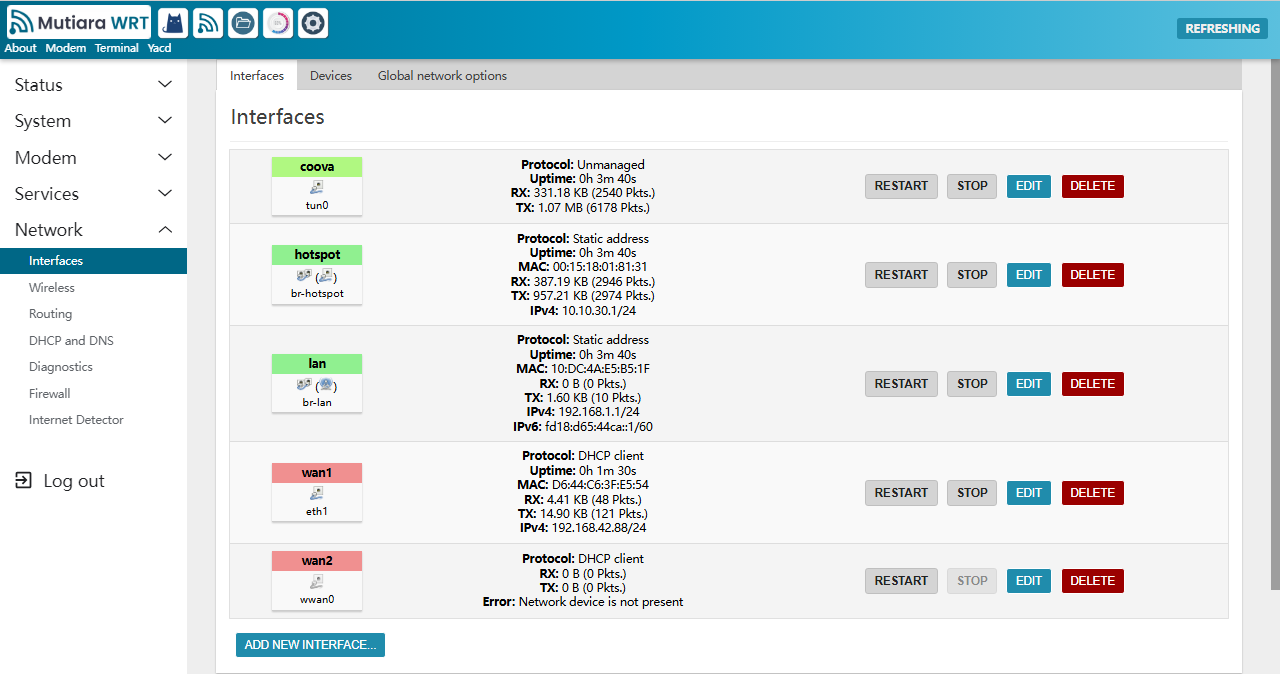 Mutiara WRT
REFRESHING
About Modem Terminal Yacd
Status
System
Modem
Services
Network
Interfaces
Wireless
Routing
DHCP and DNS
Diagnostics
Firewall
Internet Detector
Log out
Interfaces Devices Global network options
Interfaces
coova
tun0
Protocol: Unmanaged
Uptime: 0h 3m 40s
RX: 331.18 KB (2540 Pkts.)
TX: 1.07 MB (6178 Pkts.)
RESTART STOP EDIT DELETE
hotspot
( )
br-hotspot
Protocol: Static address
Uptime: 0h 3m 40s
MAC: 00:15:18:01:81:31
RX: 387.19 KB (2946 Pkts.)
TX: 957.21 KB (2974 Pkts.)
IPv4: 10.10.30.1/24
RESTART STOP EDIT DELETE
lan
( )
br-lan
Protocol: Static address
Uptime: 0h 3m 40s
MAC: 10:DC:4A:E5:B5:1F
RX: 0 B (0 Pkts.)
TX: 1.60 KB (10 Pkts.)
IPv4: 192.168.1.1/24
IPv6: fd18:d65:44ca::1/60
RESTART STOP EDIT DELETE
wan1
eth1
Protocol: DHCP client
Uptime: 0h 1m 30s
MAC: D6:44:C6:3F:E5:54
RX: 4.41 KB (48 Pkts.)
TX: 14.90 KB (121 Pkts.)
IPv4: 192.168.42.88/24
RESTART STOP EDIT DELETE
wan2
wwan0
Protocol: DHCP client
RX: 0 B (0 Pkts.)
TX: 0 B (0 Pkts.)
Error: Network device is not present
RESTART STOP EDIT DELETE
ADD NEW INTERFACE...